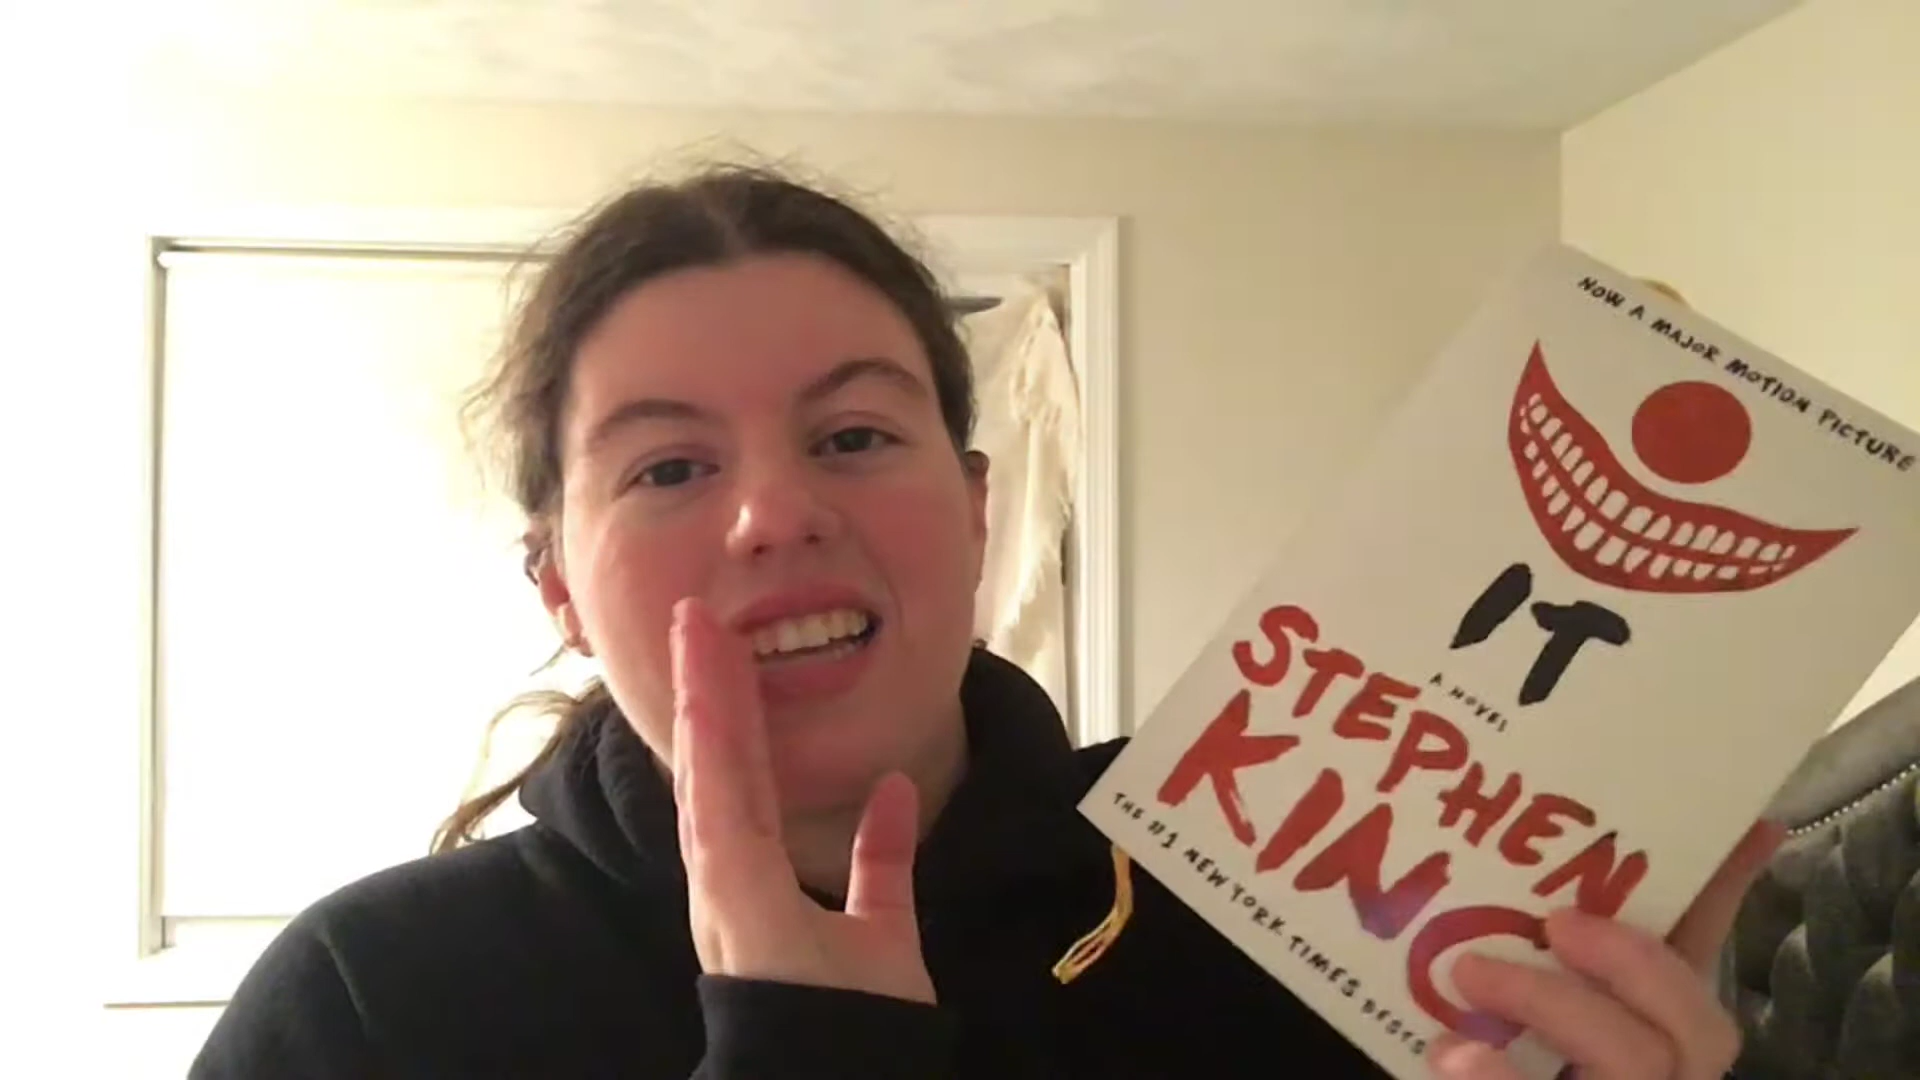 NOW A MAJOR MOTION PICTURE
IT
A NOVEL
STEPHEN
KING
THE #1 NEW YORK TIMES